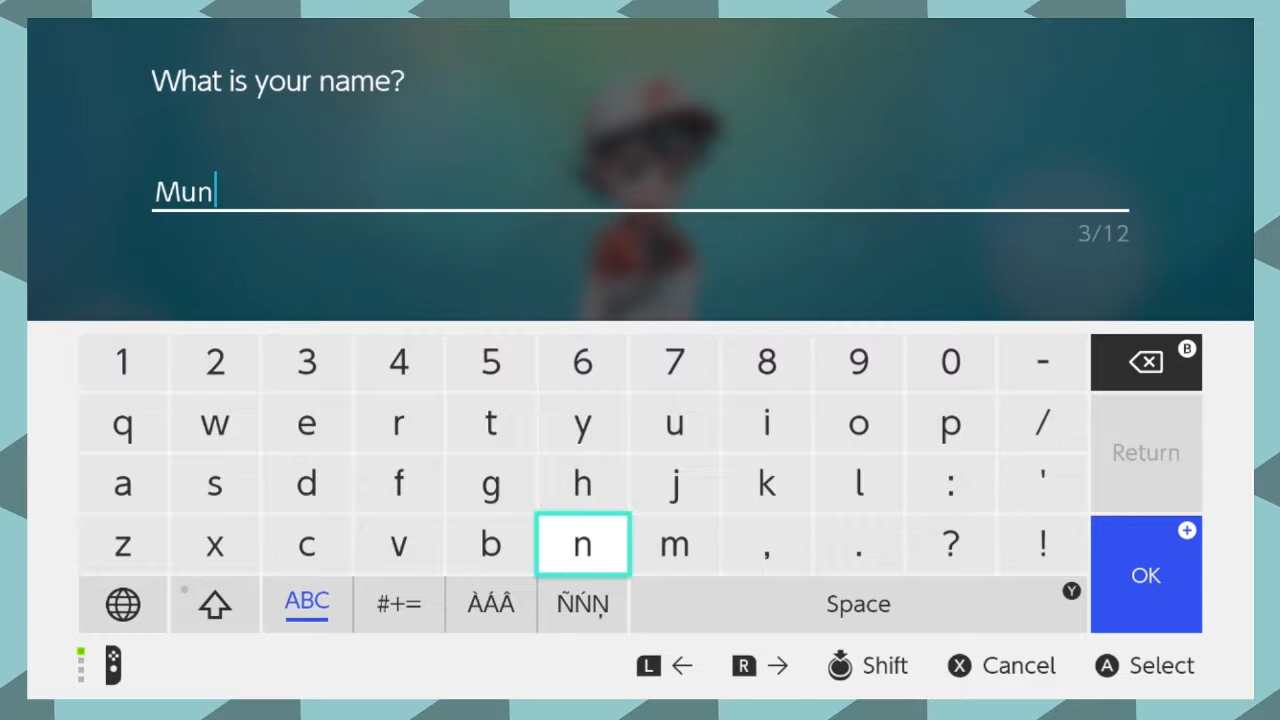 What is your name?
Mun
3/12
1 2 3 4 5 6 7 8 9 0 - B
q w e r t y u i o p /
Return
a s d f g h j k l : '
z x c v b n m , . ? ! +
OK
ABC #+= ÀÁÂ ÑŃŅ Space Y
L ← R → Shift X Cancel A Select